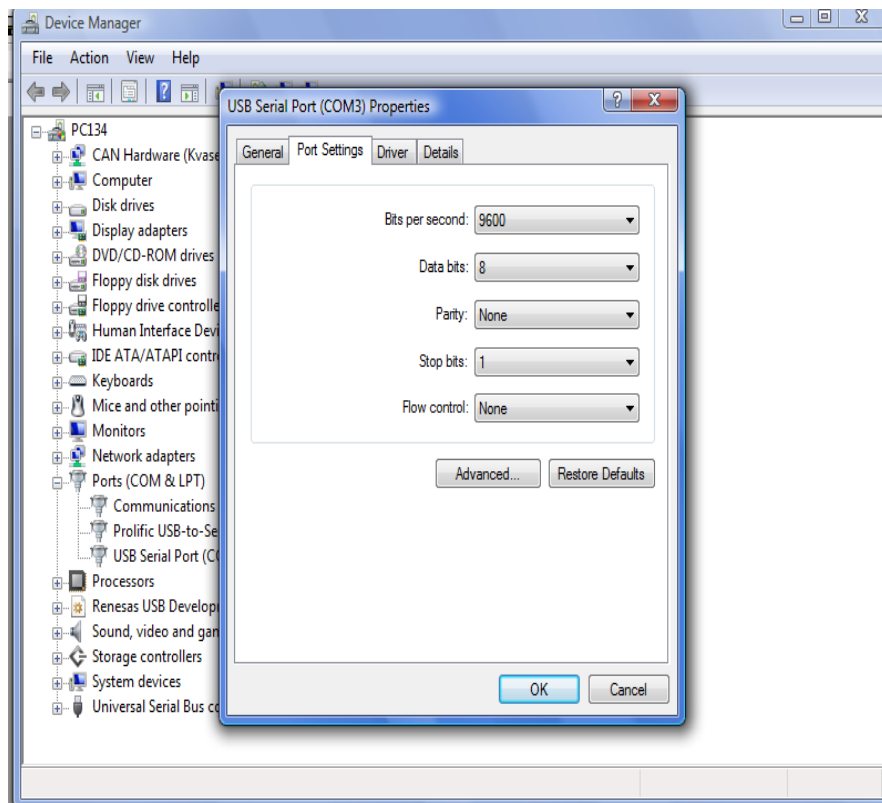 Device Manager
File Action View Help
PC134
CAN Hardware (Kvase
Computer
Disk drives
Display adapters
DVD/CD-ROM drives
Floppy disk drives
Floppy drive controlle
Human Interface Devi
IDE ATA/ATAPI contr
Keyboards
Mice and other pointi
Monitors
Network adapters
Ports (COM & LPT)
Communications
Prolific USB-to-Se
USB Serial Port (CO
Processors
Renesas USB Develop
Sound, video and gan
Storage controllers
System devices
Universal Serial Bus co
USB Serial Port (COM3) Properties
General Port Settings Driver Details
Bits per second: 9600
Data bits: 8
Parity: None
Stop bits: 1
Flow control: None
Advanced... Restore Defaults
OK Cancel